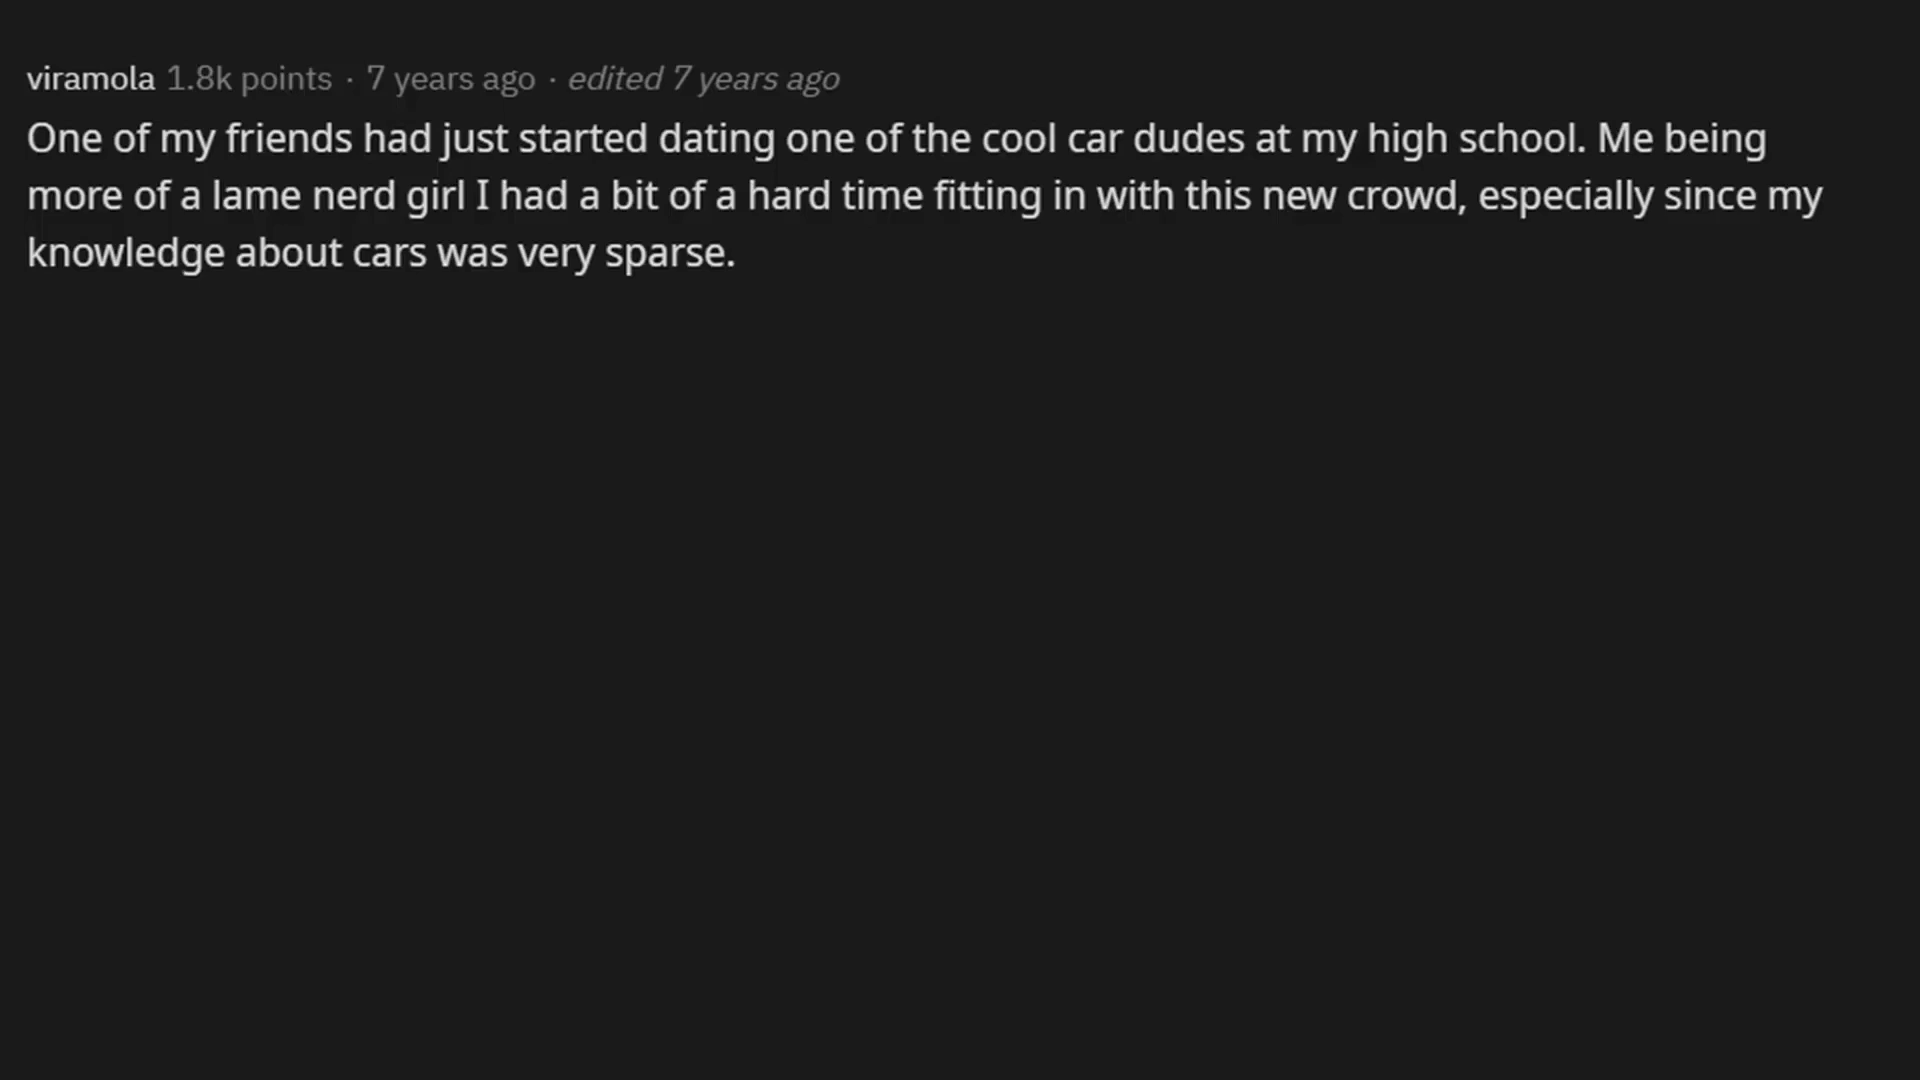 viramola 1.8k points · 7 years ago · edited 7 years ago
One of my friends had just started dating one of the cool car dudes at my high school. Me being
more of a lame nerd girl I had a bit of a hard time fitting in with this new crowd, especially since my
knowledge about cars was very sparse.